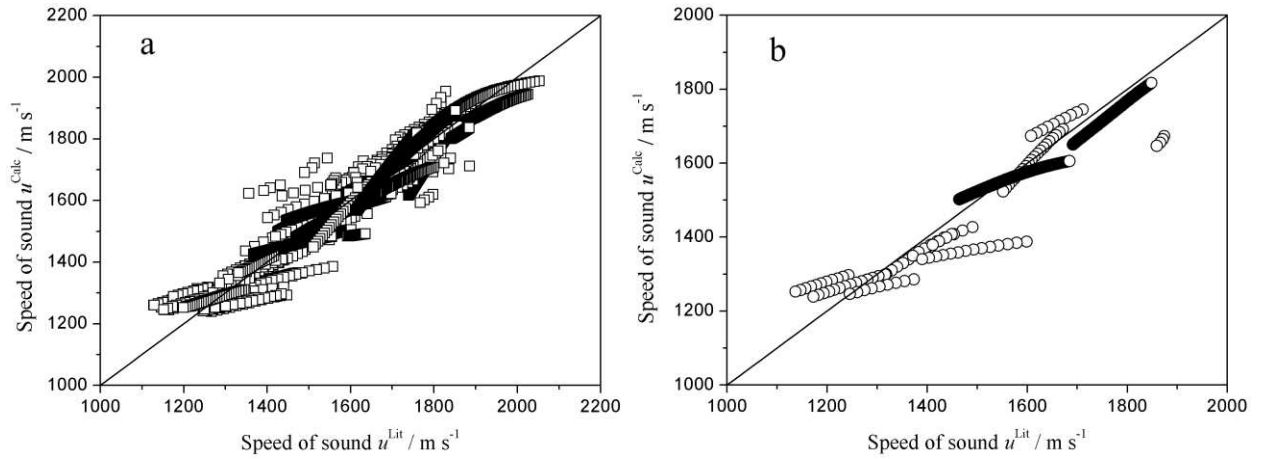 a
2200
2000
1800
1600
1400
1200
1000
1000 1200 1400 1600 1800 2000 2200
Speed of sound u^Calc / m s^-1
Speed of sound u^Lit / m s^-1
b
2000
1800
1600
1400
1200
1000
1000 1200 1400 1600 1800 2000
Speed of sound u^Calc / m s^-1
Speed of sound u^Lit / m s^-1